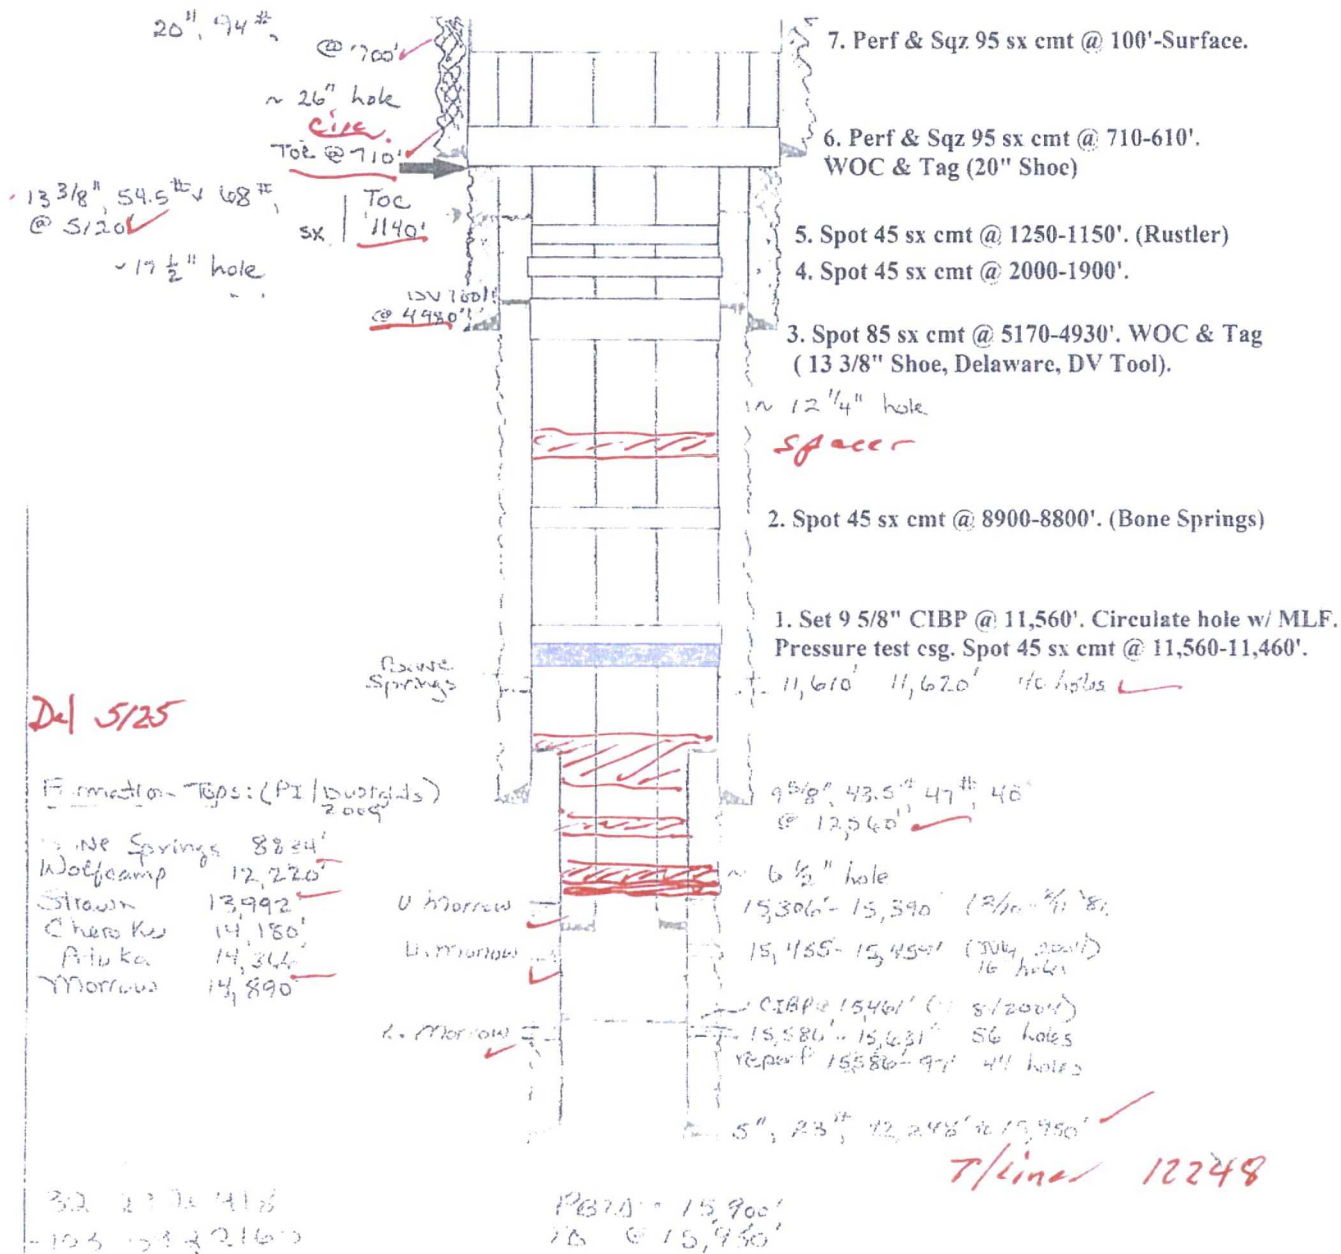 20", 94#,
@ 700'
~ 26" hole
circ
TOC @ 710'
13 3/8", 54.5# & 68#,
@ 5120
~17 1/2" hole
sx
TOC
1140'
DV Tool
@ 4980'
7. Perf & Sqz 95 sx cmt @ 100'-Surface.
6. Perf & Sqz 95 sx cmt @ 710-610'.
WOC & Tag (20" Shoe)
5. Spot 45 sx cmt @ 1250-1150'. (Rustler)
4. Spot 45 sx cmt @ 2000-1900'.
3. Spot 85 sx cmt @ 5170-4930'. WOC & Tag
( 13 3/8" Shoe, Delaware, DV Tool).
~ 12 1/4" hole
spacer
2. Spot 45 sx cmt @ 8900-8800'. (Bone Springs)
1. Set 9 5/8" CIBP @ 11,560'. Circulate hole w/ MLF.
Pressure test csg. Spot 45 sx cmt @ 11,560-11,460'.
Bone
Springs
11,610' 11,620' 40 holes
Del 5125
Formation Tops: (PI/Dwights)
2009
Springs 8834'
Wolfcamp 12,220'
Strawn 13,992'
Cherokee 14,180'
Atoka
Morrow 14,890'
9 5/8", 43.5#, 47#, 40
@ 12,560'
~ 6 1/2" hole
U Morrow
15,306'- 15,390'
U. Morrow
15,455- (July, 2004)
16 holes
CIBP @ 15,461' 8/2004)
L. Morrow
15,586'- 15,631' 56 holes
reperf 15,586- 44 holes
5", 23#, 12,248' to 15,950'
T/Liner 12248
PBTD - 15,900'
TD @ 15,950'